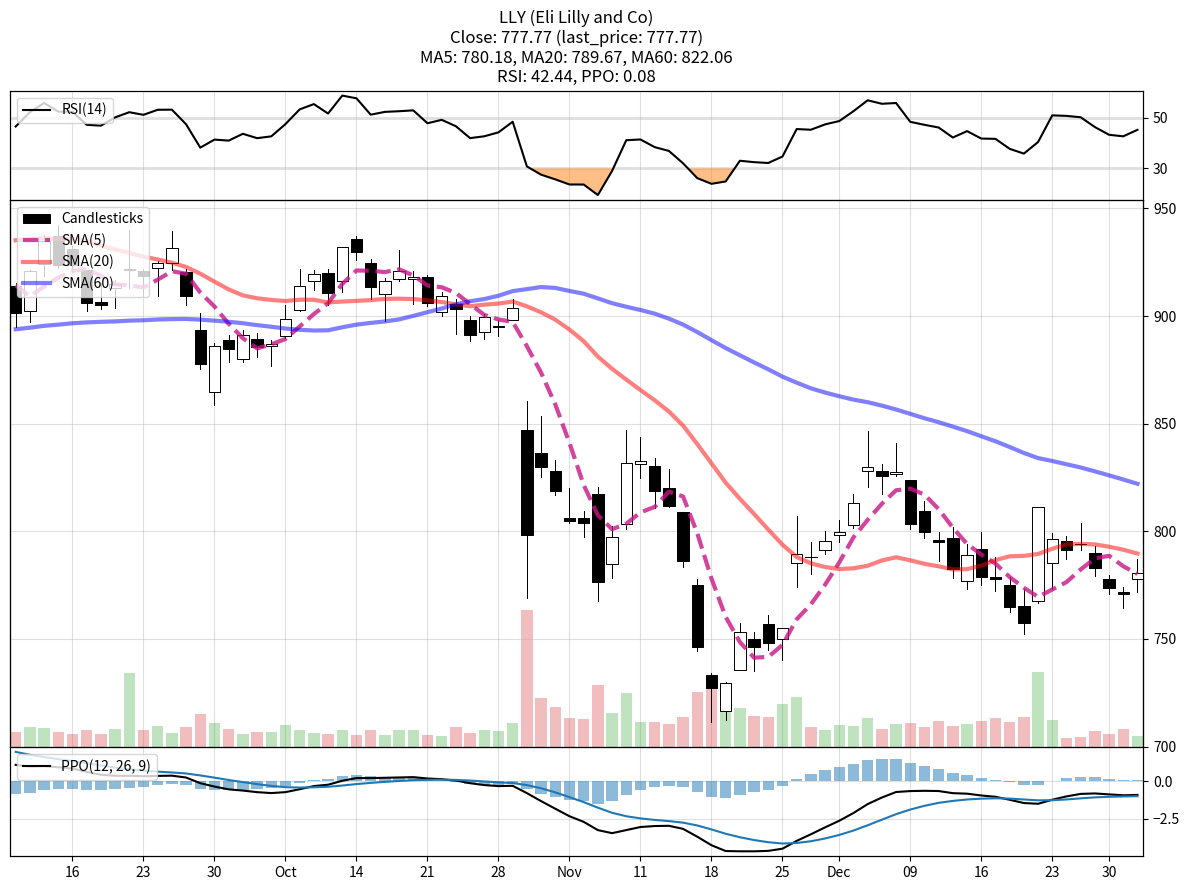 LLY (Eli Lilly and Co)
Close: 777.77 (last_price: 777.77)
MA5: 780.18, MA20: 789.67, MA60: 822.06
RSI: 42.44, PPO: 0.08
RSI(14)
50
30
Candlesticks
SMA(5)
SMA(20)
SMA(60)
950
900
850
800
750
700
PPO(12, 26, 9)
0.0
−2.5
16 23 30 Oct 14 21 28 Nov 11 18 25 Dec 09 16 23 30